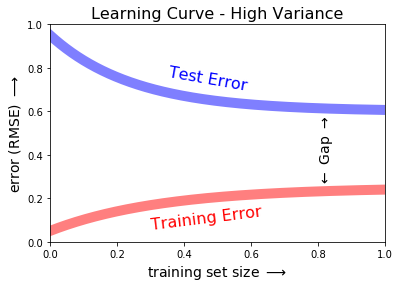 Learning Curve - High Variance
error (RMSE) ⟶
1.0
0.8
0.6
0.4
0.2
0.0
Test Error
← Gap →
Training Error
0.0 0.2 0.4 0.6 0.8 1.0
training set size ⟶